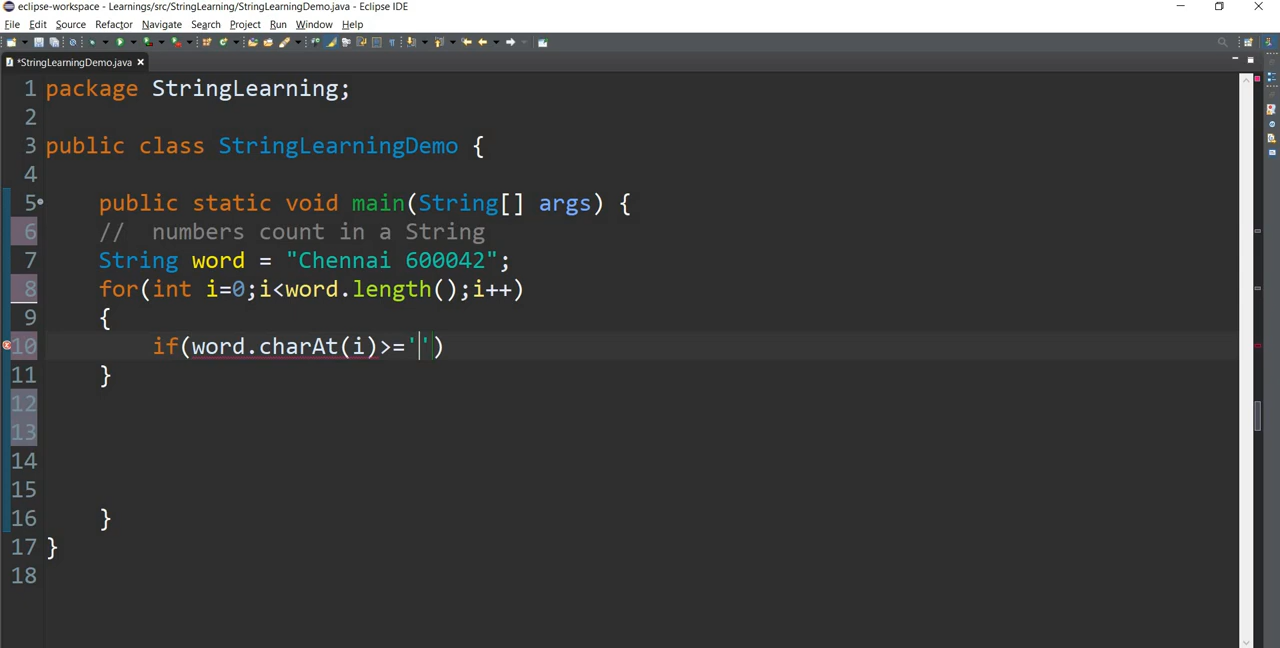 eclipse-workspace - Learnings/src/StringLearning/StringLearningDemo.java - Eclipse IDE
File Edit Source Refactor Navigate Search Project Run Window Help
*StringLearningDemo.java
1 package StringLearning;
2
3 public class StringLearningDemo {
4
5 public static void main(String[] args) {
6 // numbers count in a String
7 String word = "Chennai 600042";
8 for(int i=0;i<word.length();i++)
9 {
10 if(word.charAt(i)>='')
11 }
12
13
14
15
16 }
17 }
18